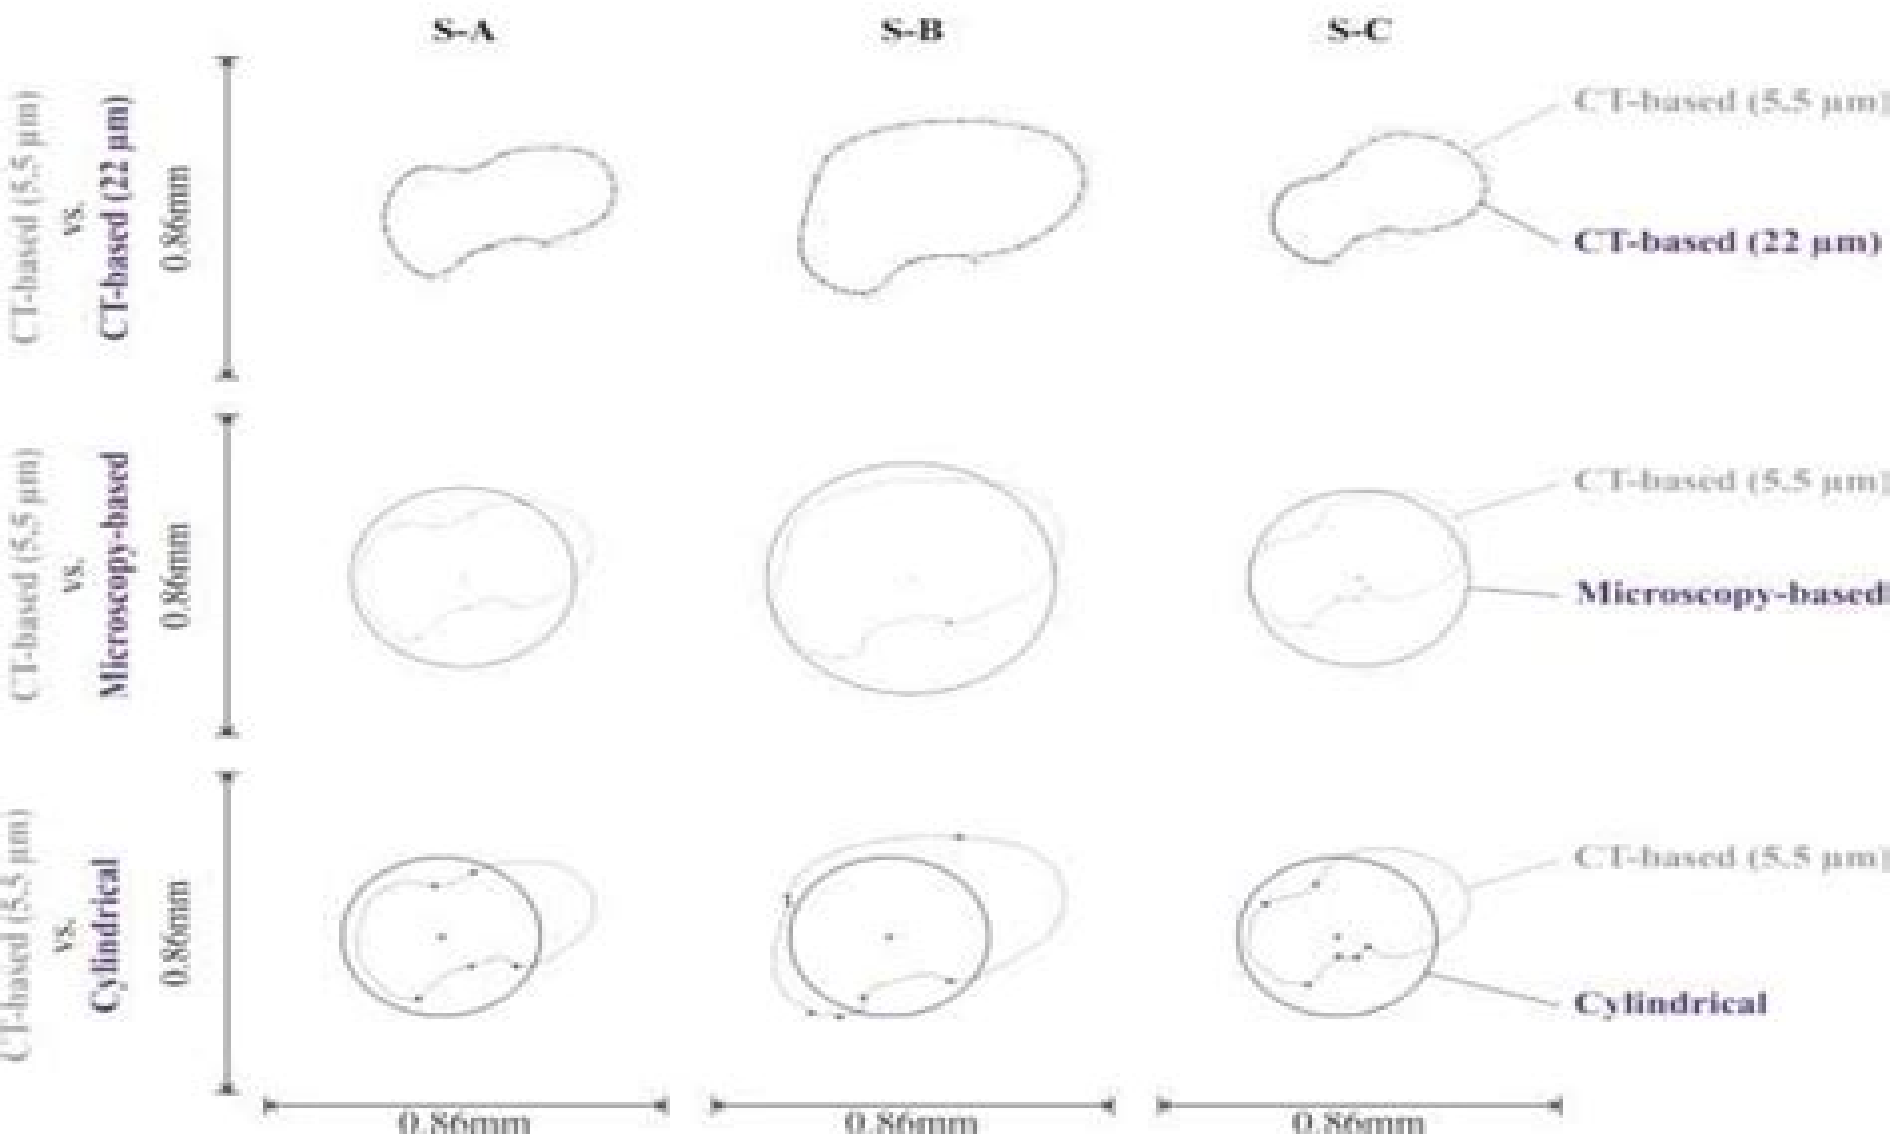 S-A S-B S-C
CT-based (5.5 µm)
vs.
CT-based (22 µm)
0.86mm
CT-based (5.5 µm)
CT-based (22 µm)
CT-based (5.5 µm)
vs.
Microscopy-based
0.86mm
CT-based (5.5 µm)
Microscopy-based
CT-based (5.5 µm)
vs.
Cylindrical
0.86mm
CT-based (5.5 µm)
Cylindrical
0.86mm 0.86mm 0.86mm